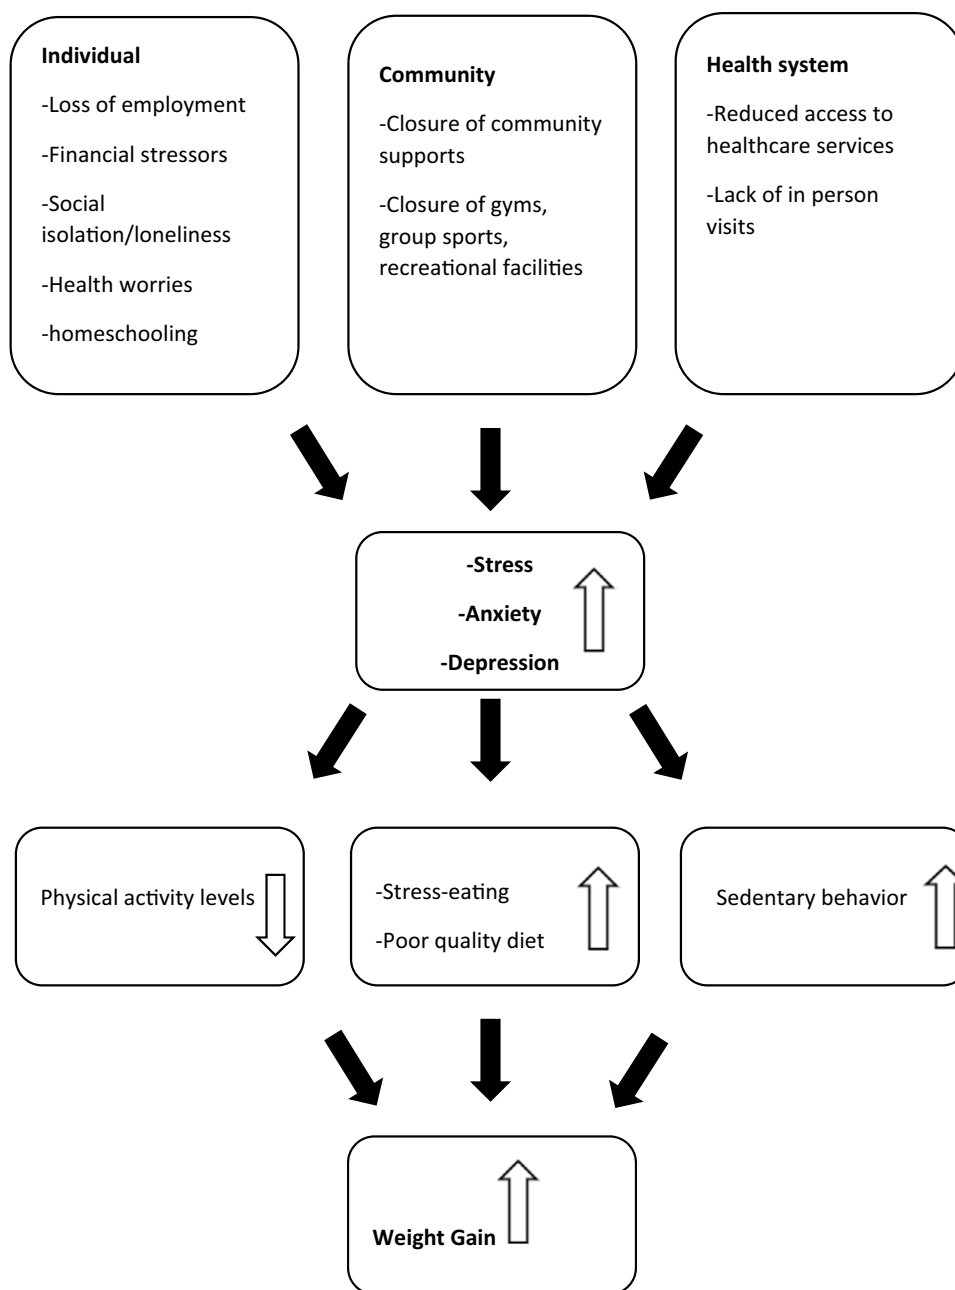 Individual
-Loss of employment
-Financial stressors
-Social
isolation/loneliness
-Health worries
-homeschooling
Community
-Closure of community
supports
-Closure of gyms,
group sports,
recreational facilities
Health system
-Reduced access to
healthcare services
-Lack of in person
visits
-Stress
-Anxiety
-Depression
Physical activity levels
-Stress-eating
-Poor quality diet
Sedentary behavior
Weight Gain